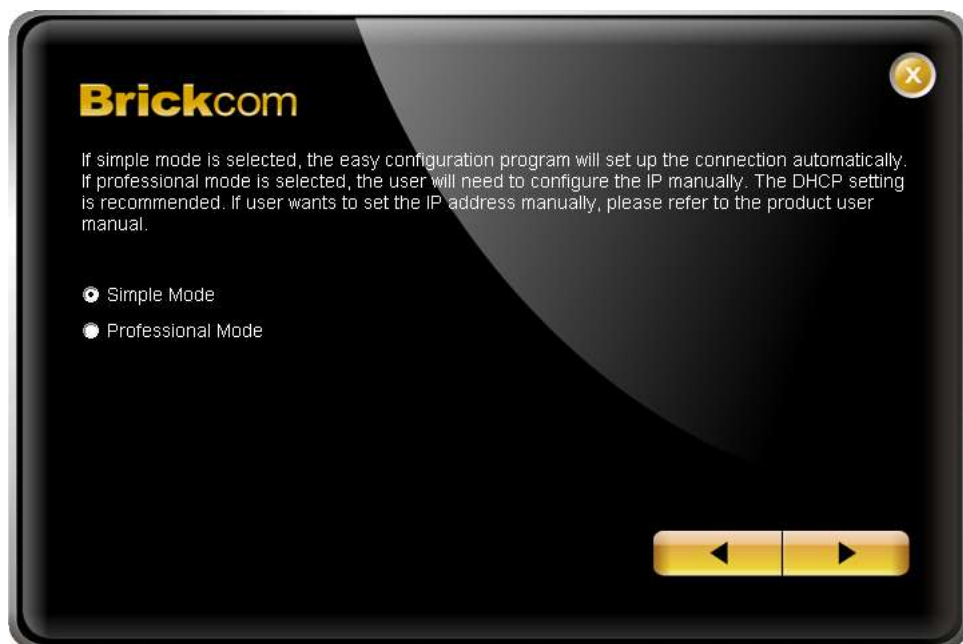 Brickcom
If simple mode is selected, the easy configuration program will set up the connection automatically.
If professional mode is selected, the user will need to configure the IP manually. The DHCP setting
is recommended. If user wants to set the IP address manually, please refer to the product user
manual.
Simple Mode
Professional Mode